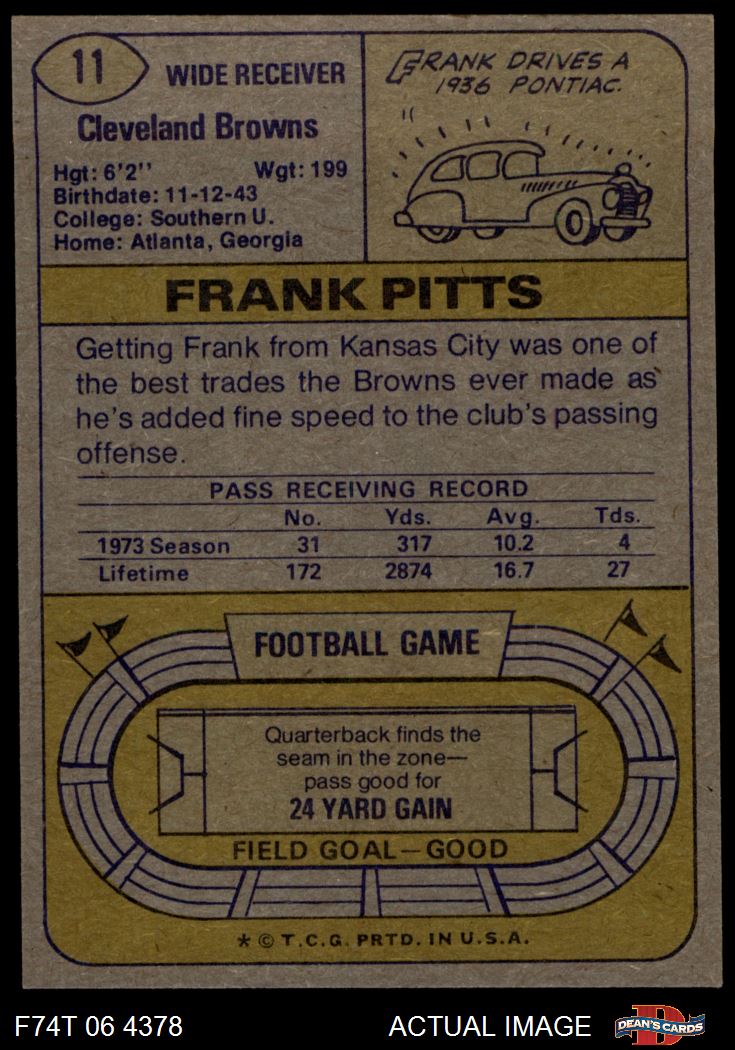 11
WIDE RECEIVER
Cleveland Browns
Hgt: 6'2'' Wgt: 199
Birthdate: 11-12-43
College: Southern U.
Home: Atlanta, Georgia
FRANK DRIVES A
1936 PONTIAC.
FRANK PITTS
Getting Frank from Kansas City was one of
the best trades the Browns ever made as
he's added fine speed to the club's passing
offense.
PASS RECEIVING RECORD
No. Yds. Avg. Tds.
1973 Season 31 317 10.2 4
Lifetime 172 2874 16.7 27
FOOTBALL GAME
Quarterback finds the
seam in the zone—
pass good for
24 YARD GAIN
FIELD GOAL—GOOD
* © T.C.G. PRTD. IN U.S.A.
F74T 06 4378 ACTUAL IMAGE
D
DEAN'S CARDS